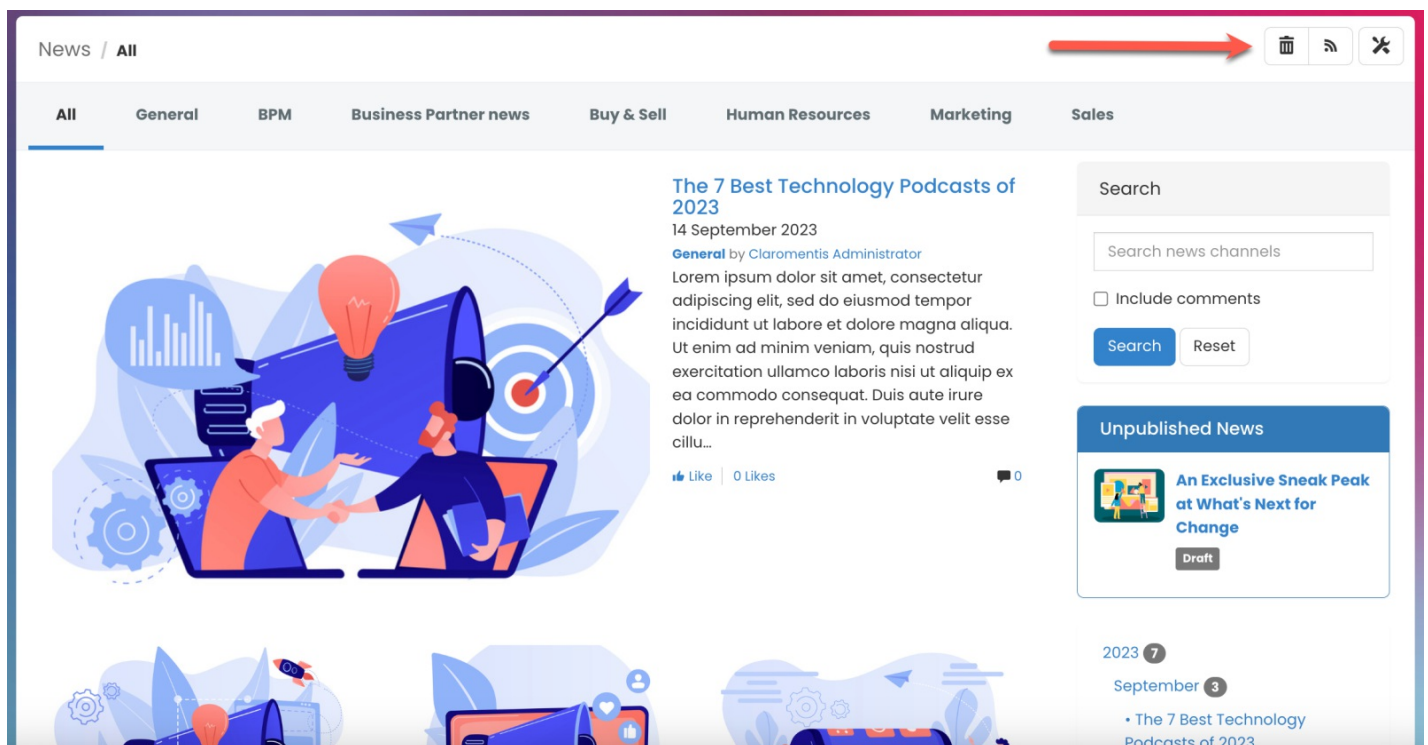 News / All
All General BPM Business Partner news Buy & Sell Human Resources Marketing Sales
The 7 Best Technology Podcasts of
2023
14 September 2023
General by Claromentis Administrator
Lorem ipsum dolor sit amet, consectetur
adipiscing elit, sed do eiusmod tempor
incididunt ut labore et dolore magna aliqua.
Ut enim ad minim veniam, quis nostrud
exercitation ullamco laboris nisi ut aliquip ex
ea commodo consequat. Duis aute irure
dolor in reprehenderit in voluptate velit esse
cillu...
Like 0 Likes 0
Search
Search news channels
Include comments
Search Reset
Unpublished News
An Exclusive Sneak Peak
at What's Next for
Change
Draft
2023 7
September 3
• The 7 Best Technology
Podcasts of 2023